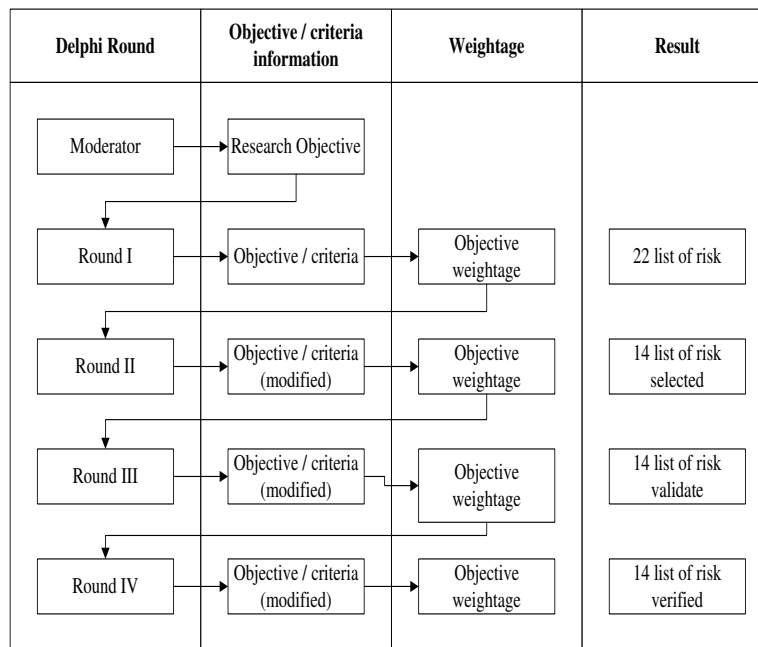 Delphi Round
Objective / criteria
information
Weightage
Result
Moderator
Research Objective
Round I
Objective / criteria
Objective
weightage
22 list of risk
Round II
Objective / criteria
(modified)
Objective
weightage
14 list of risk
selected
Round III
Objective / criteria
(modified)
Objective
weightage
14 list of risk
validate
Round IV
Objective / criteria
(modified)
Objective
weightage
14 list of risk
verified